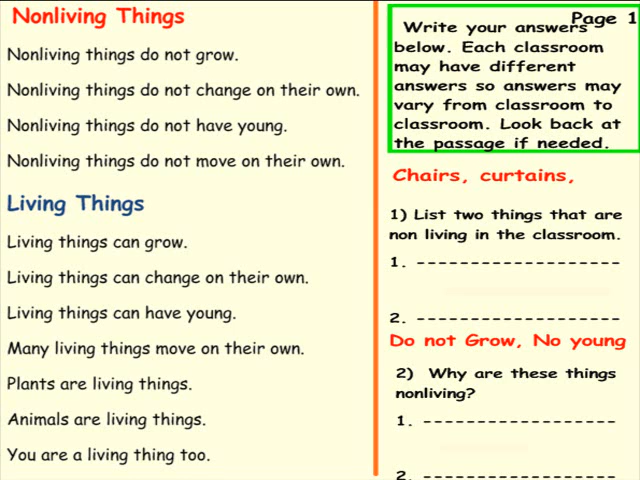 Nonliving Things
Nonliving things do not grow.
Nonliving things do not change on their own.
Nonliving things do not have young.
Nonliving things do not move on their own.
Living Things
Living things can grow.
Living things can change on their own.
Living things can have young.
Many living things move on their own.
Plants are living things.
Animals are living things.
You are a living thing too.
Page 1
Write your answers
below. Each classroom
may have different
answers so answers may
vary from classroom to
classroom. Look back at
the passage if needed.
Chairs, curtains,
1) List two things that are
non living in the classroom.
1. -------------------
2. -------------------
Do not Grow, No young
2) Why are these things
nonliving?
1. ------------------
2. ------------------